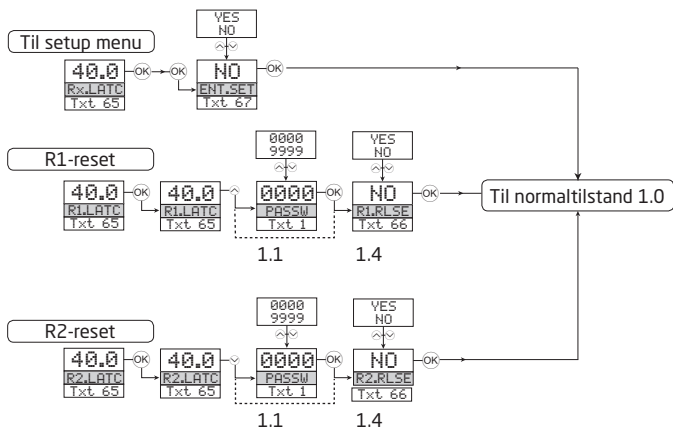 YES
NO
Til setup menu
40.0
Rx.LATC
Txt 65
OK
OK
NO
ENT.SET
Txt 67
OK
R1-reset
0000
9999
YES
NO
40.0
R1.LATC
Txt 65
OK
40.0
R1.LATC
Txt 65
0000
PASSW
Txt 1
OK
NO
R1.RLSE
Txt 66
OK
Til normaltilstand 1.0
1.1
1.4
R2-reset
0000
9999
YES
NO
40.0
R2.LATC
Txt 65
OK
40.0
R2.LATC
Txt 65
0000
PASSW
Txt 1
OK
NO
R2.RLSE
Txt 66
OK
1.1
1.4